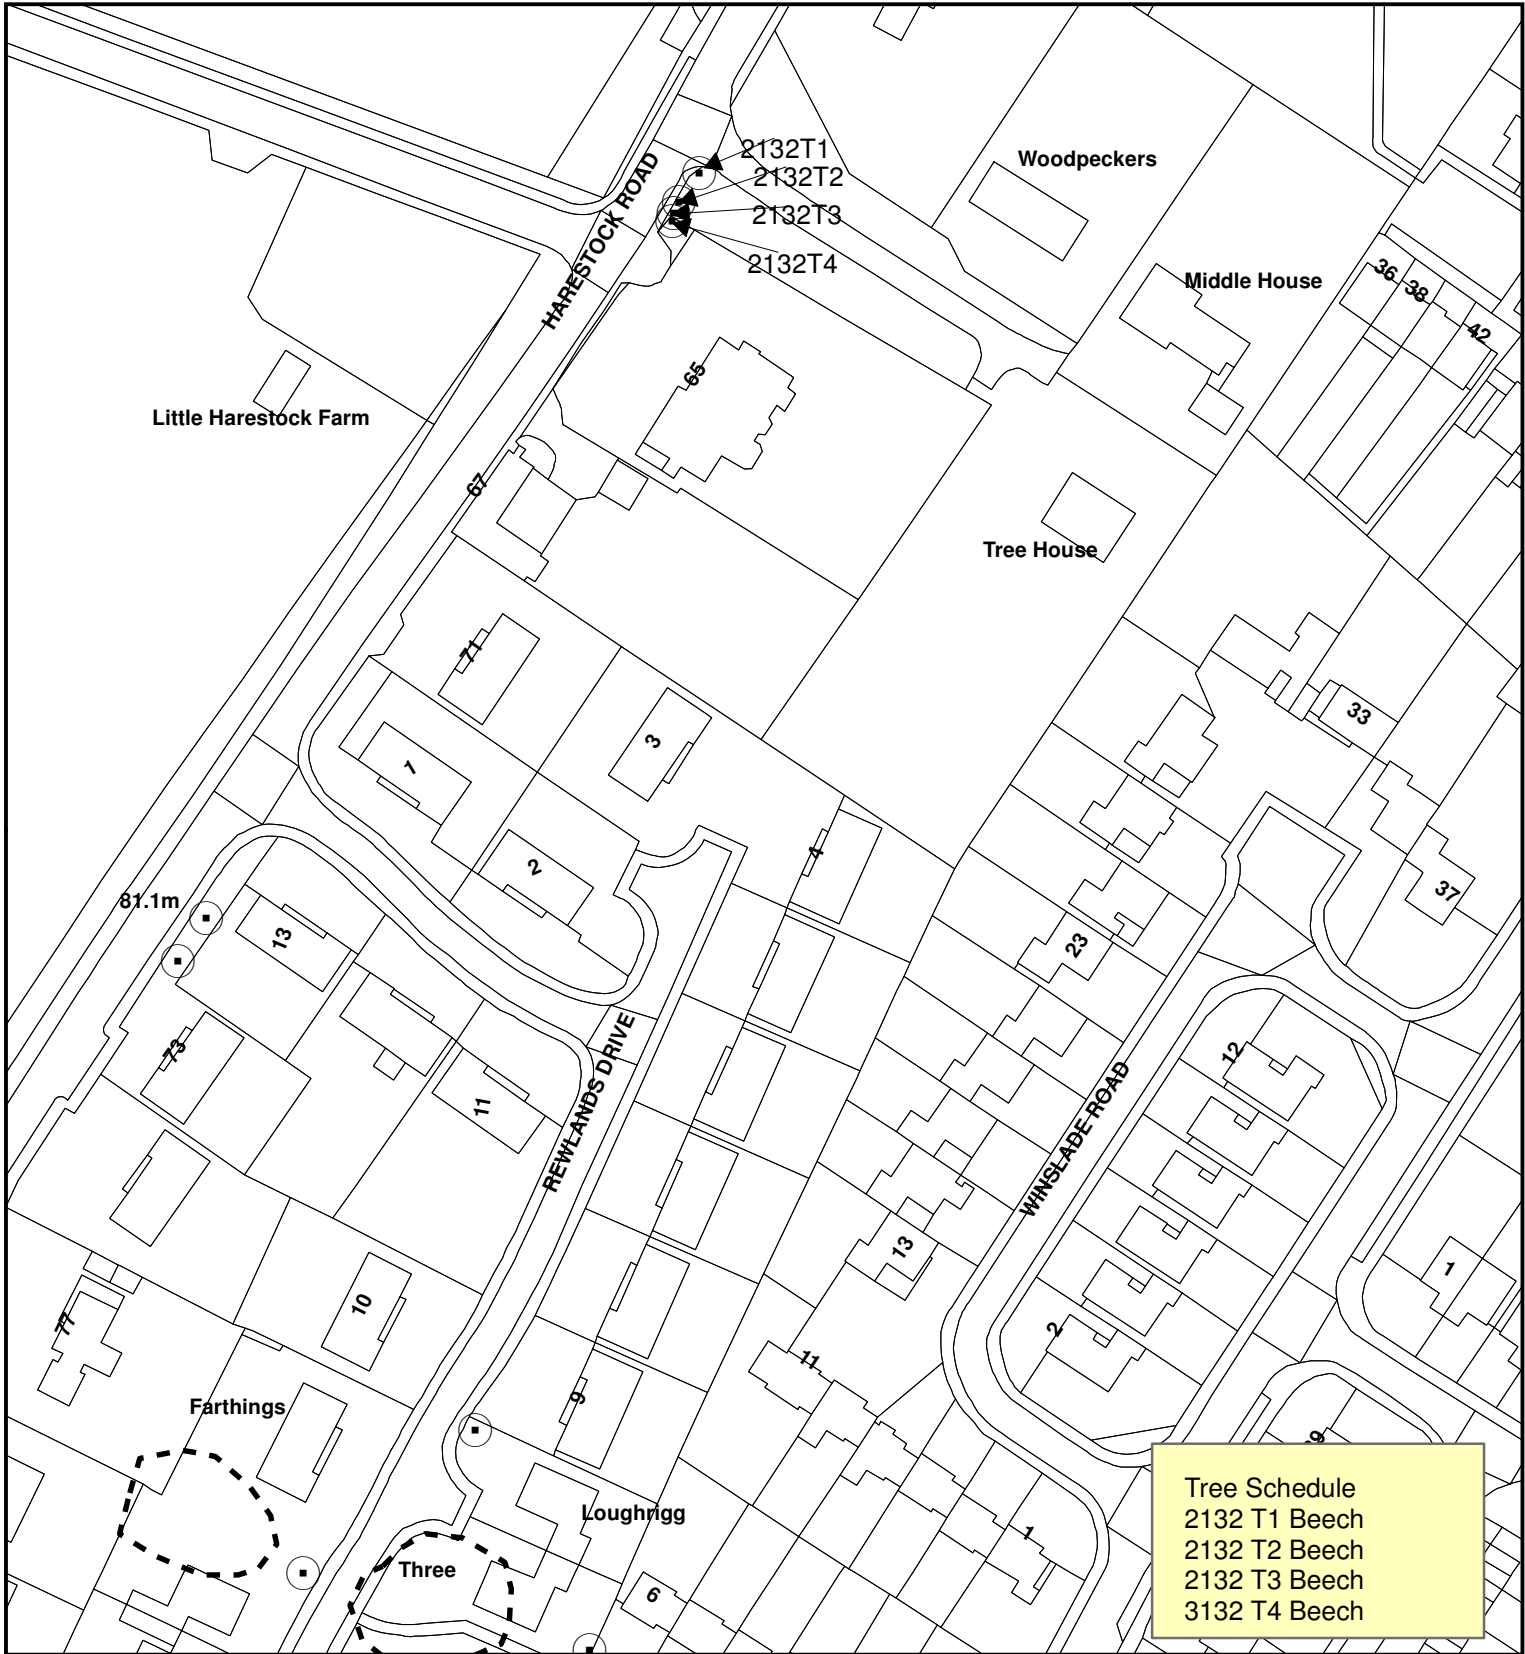 2132T1
HARESTOCK ROAD
Woodpeckers
2132T2
2132T3
2132T4
Middle House
36
38
42
65
Little Harestock Farm
67
Tree House
71
3
33
1
4
2
37
81.1m
13
23
REWLANDS DRIVE
73
12
11
WINSLADE ROAD
13
1
10
77
2
11
9
Farthings
Loughrigg
1
Three
6
Tree Schedule
2132 T1 Beech
2132 T2 Beech
2132 T3 Beech
3132 T4 Beech